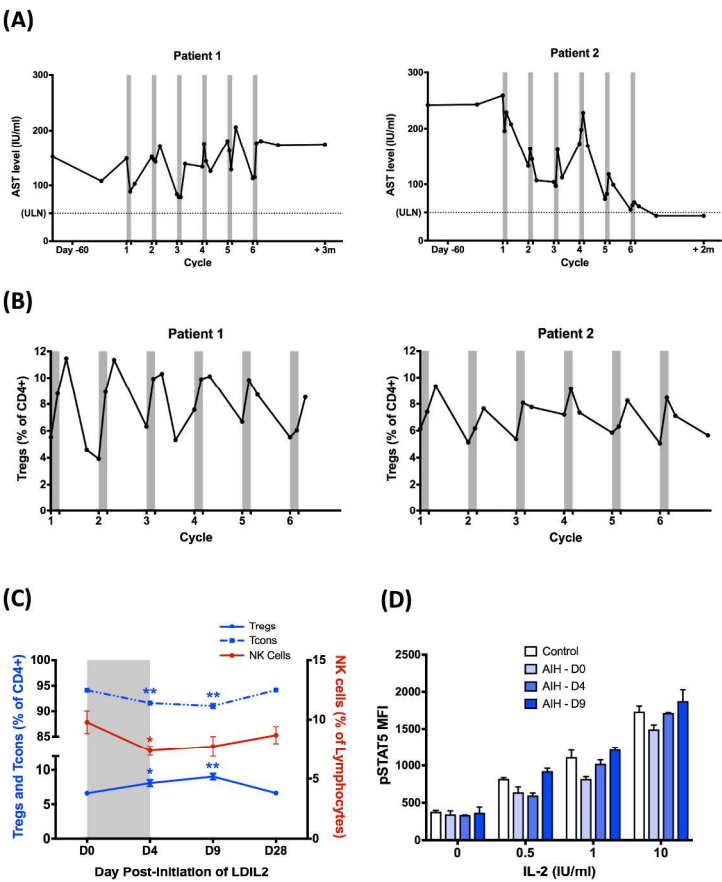 (A)
Patient 1
Patient 2
AST level (IU/ml)
300
200
100
(ULN)
0
Day -60
1
2
3
4
5
6
+ 3m
Cycle
AST level (IU/ml)
300
200
100
(ULN)
0
Day -60
1
2
3
4
5
6
+ 2m
Cycle
(B)
Patient 1
Patient 2
Tregs (% of CD4+)
12
10
8
6
4
2
0
1
2
3
4
5
6
Cycle
Tregs (% of CD4+)
12
10
8
6
4
2
0
1
2
3
4
5
6
Cycle
(C)
Tregs
Tcons
NK Cells
Tregs and Tcons (% of CD4+)
100
95
90
85
10
5
0
NK cells (% of Lymphocytes)
15
10
5
0
**
**
*
*
**
D0
D4
D9
D28
Day Post-initiation of LDIL2
(D)
Control
AIH - D0
AIH - D4
AIH - D9
pSTAT5 MFI
2500
2000
1500
1000
500
0
0
0.5
1
10
IL-2 (IU/ml)